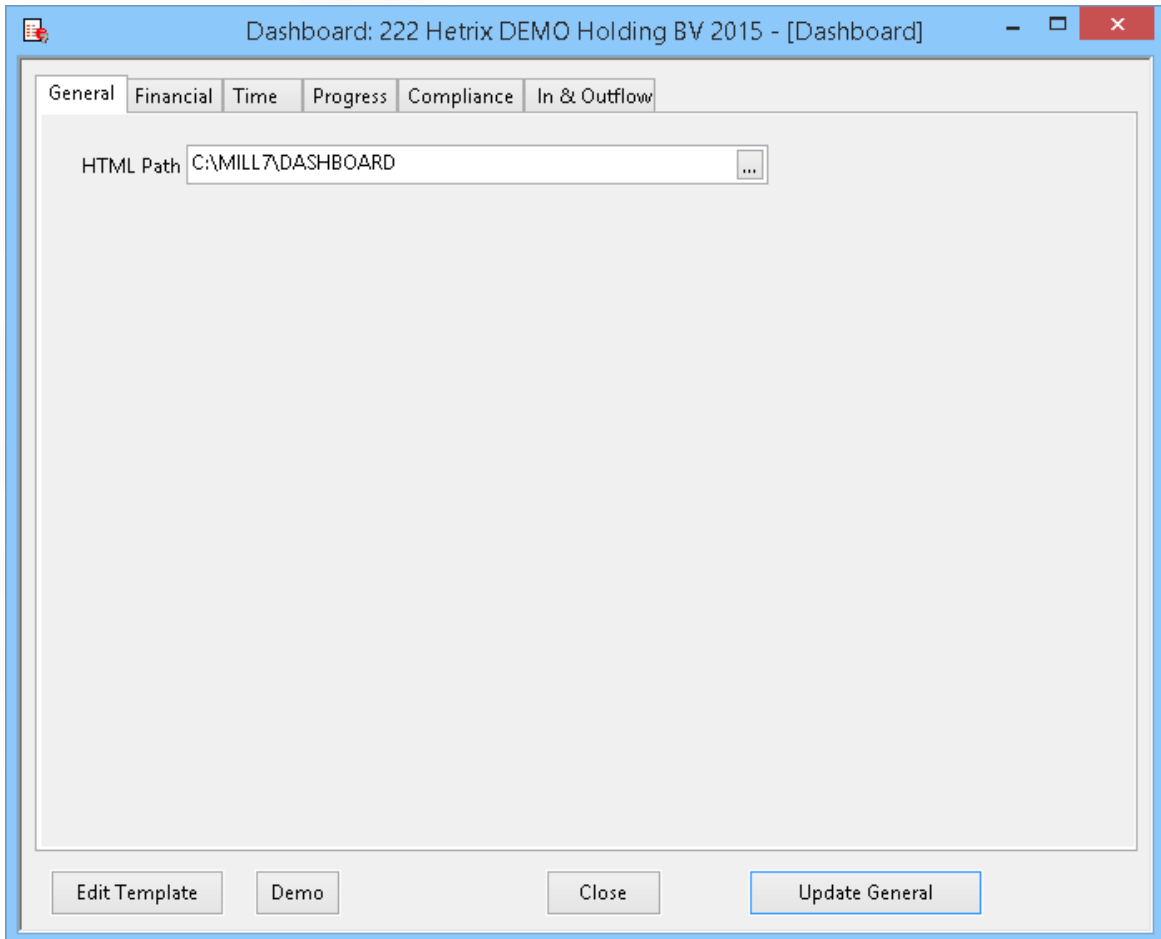 Dashboard: 222 Hetrix DEMO Holding BV 2015 - [Dashboard]
General Financial Time Progress Compliance In & Outflow
HTML Path C:\MILL7\DASHBOARD ...
Edit Template Demo Close Update General